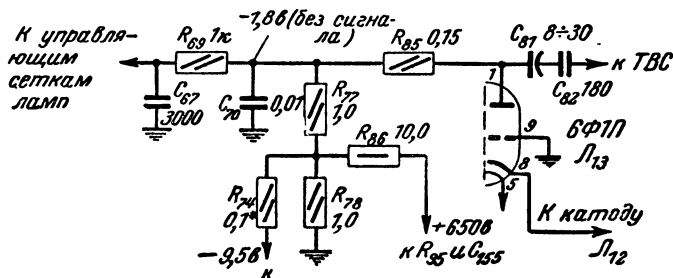 К управля-
ющим
сеткам
ламп
R69 1к
-1,8в (без сигна-
ла)
R85 0,15
C81 8÷30
C82 180
к ТВС
C67
3000
C70
0,01
R77
1,0
R86 10,0
1
9
8
5
6Ф1П
Л13
R74
0,1*
R78
1,0
+650в
к R95 и C155
К катоду
Л12
-9,5в
к